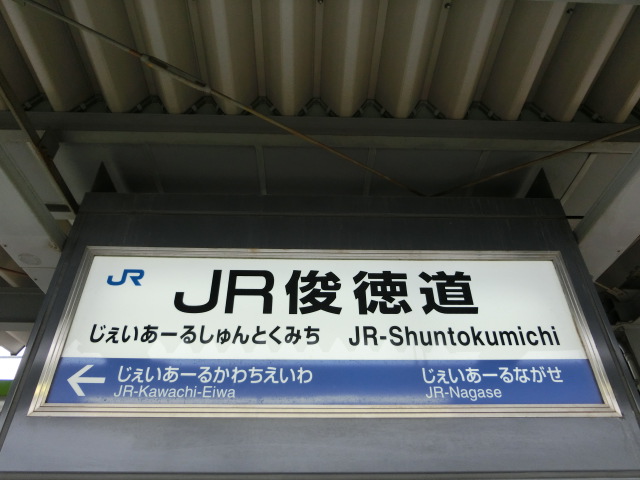 JR
JR俊徳道
じぇいあーるしゅんとくみち JR-Shuntokumichi
じぇいあーるかわちえいわ じぇいあーるながせ
JR-Kawachi-Eiwa JR-Nagase